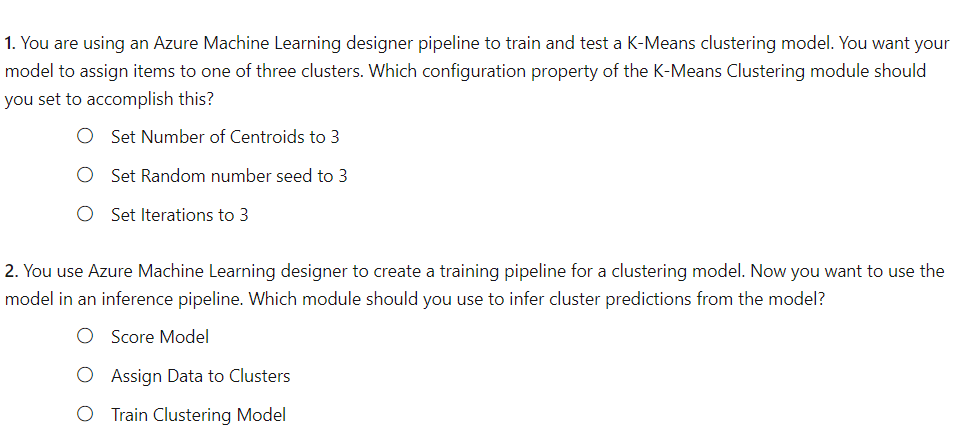 1. You are using an Azure Machine Learning designer pipeline to train and test a K-Means clustering model. You want your
model to assign items to one of three clusters. Which configuration property of the K-Means Clustering module should
you set to accomplish this?
Set Number of Centroids to 3
Set Random number seed to 3
Set Iterations to 3
2. You use Azure Machine Learning designer to create a training pipeline for a clustering model. Now you want to use the
model in an inference pipeline. Which module should you use to infer cluster predictions from the model?
Score Model
Assign Data to Clusters
Train Clustering Model